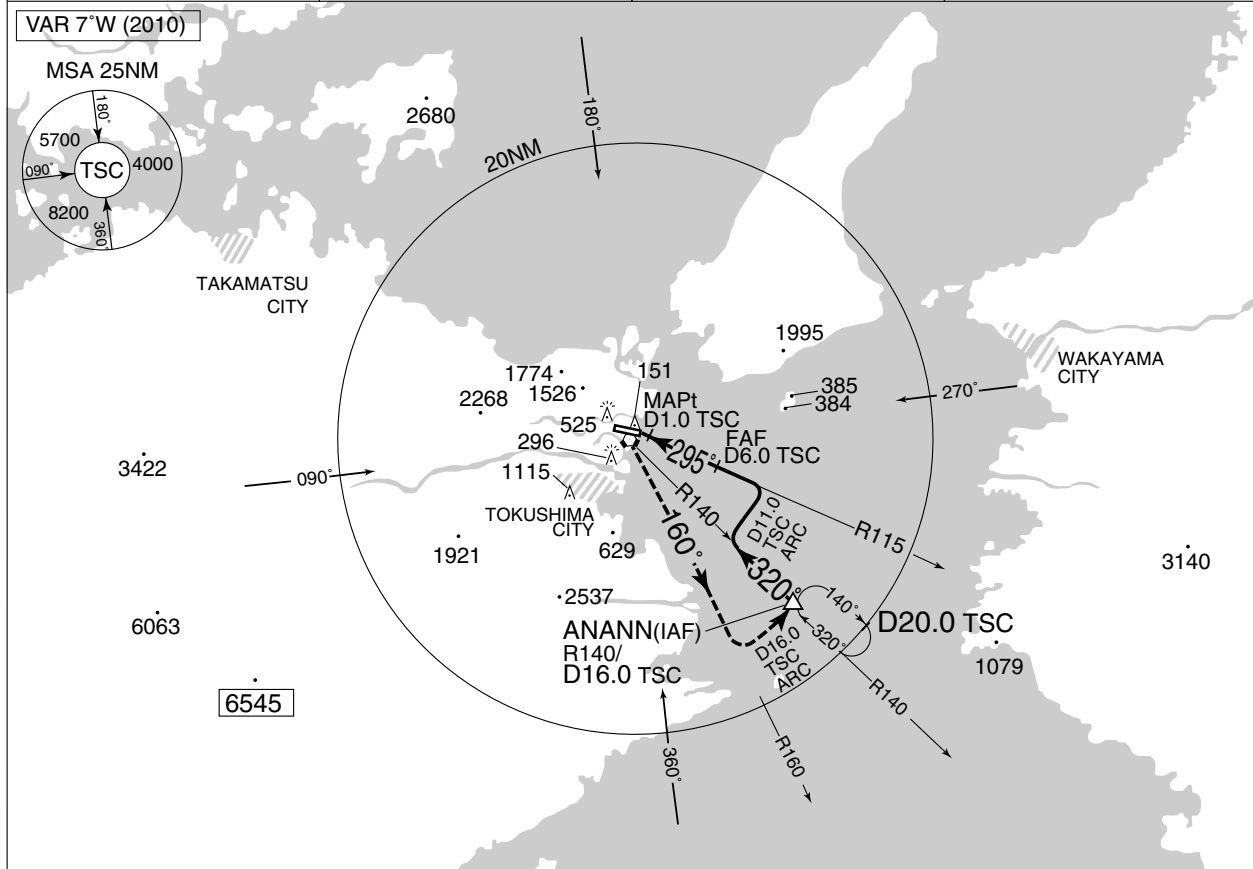 VAR 7°W (2010)
MSA 25NM
180°
5700
4000
TSC
090°
8200
360°
2680
180°
20NM
TAKAMATSU
CITY
1995
WAKAYAMA
CITY
151
1774
1526
385
384
270°
2268
MAPt
D1.0 TSC
525
FAF
D6.0 TSC
295°
296
3422
090°
1115
R140
TOKUSHIMA
CITY
D11.0
TSC
ARC
R115
160°
1921
629
3140
320°
2537
140°
D20.0 TSC
6063
ANANN(IAF)
R140/
D16.0 TSC
320°
D16.0
TSC
ARC
1079
6545
R140
R160
360°